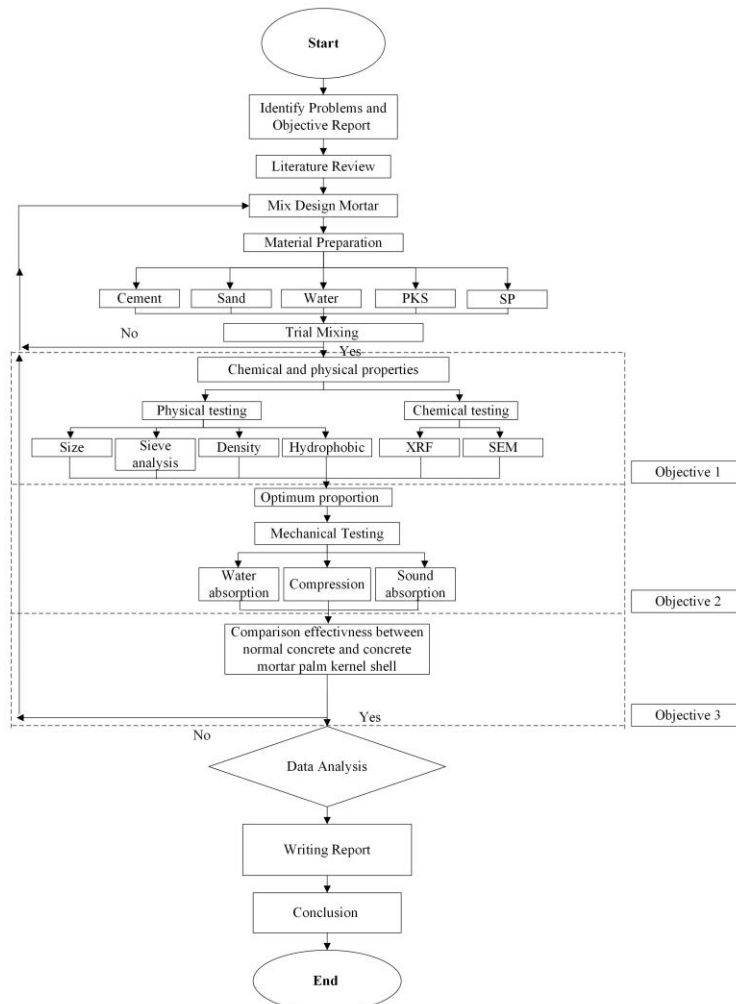 Start
Identify Problems and
Objective Report
Literature Review
Mix Design Mortar
Material Preparation
Cement
Sand
Water
PKS
SP
No
Trial Mixing
Yes
Chemical and physical properties
Physical testing
Chemical testing
Size
Sieve
analysis
Density
Hydrophobic
XRF
SEM
Objective 1
Optimum proportion
Mechanical Testing
Water
absorption
Compression
Sound
absorption
Objective 2
Comparison effectivness between
normal concrete and concrete
mortar palm kernel shell
Objective 3
Yes
No
Data Analysis
Writing Report
Conclusion
End